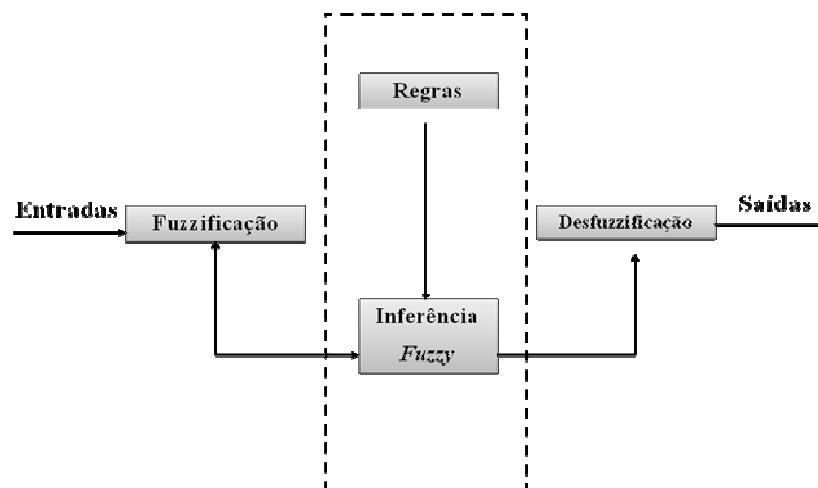 Regras
Entradas
Fuzzificação
Desfuzzificação
Saídas
Inferência
Fuzzy